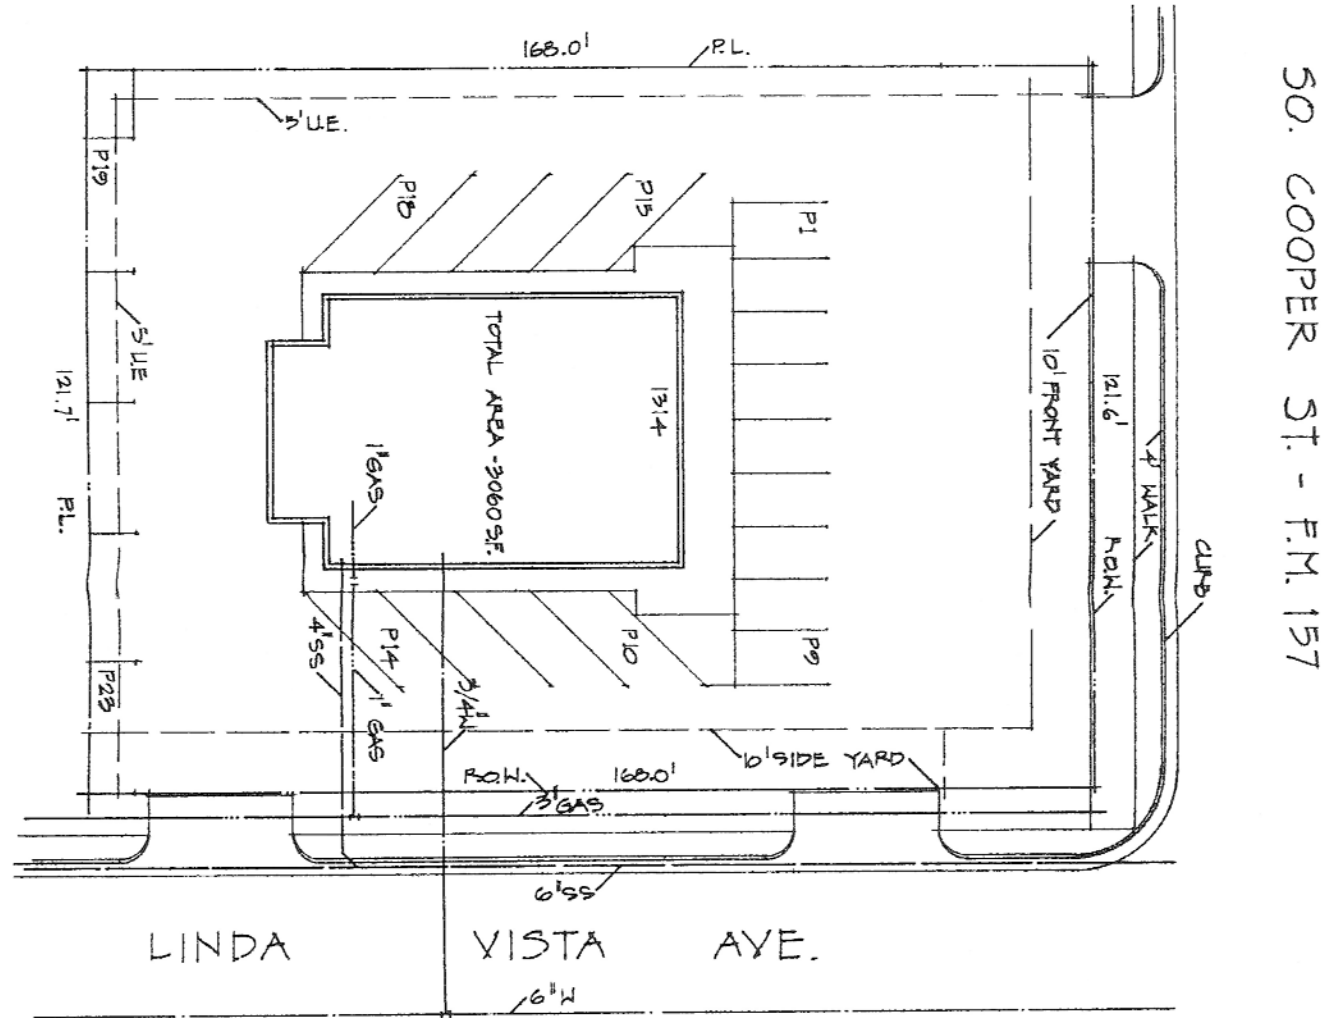 168.0'
P.L.
5' U.E.
P19
P18
P15
P1
5' U.E
TOTAL AREA - 3060 S.F.
1314
10' FRONT YARD
121.6'
4' WALK
R.O.W.
CURB
SO. COOPER ST. - F.M. 157
121.7'
P.L.
1" GAS
4" SS
P14
1" GAS
3/4" W
P10
P9
P23
10' SIDE YARD
R.O.W.
168.0'
3" GAS
6" SS
LINDA VISTA AVE.
6" W